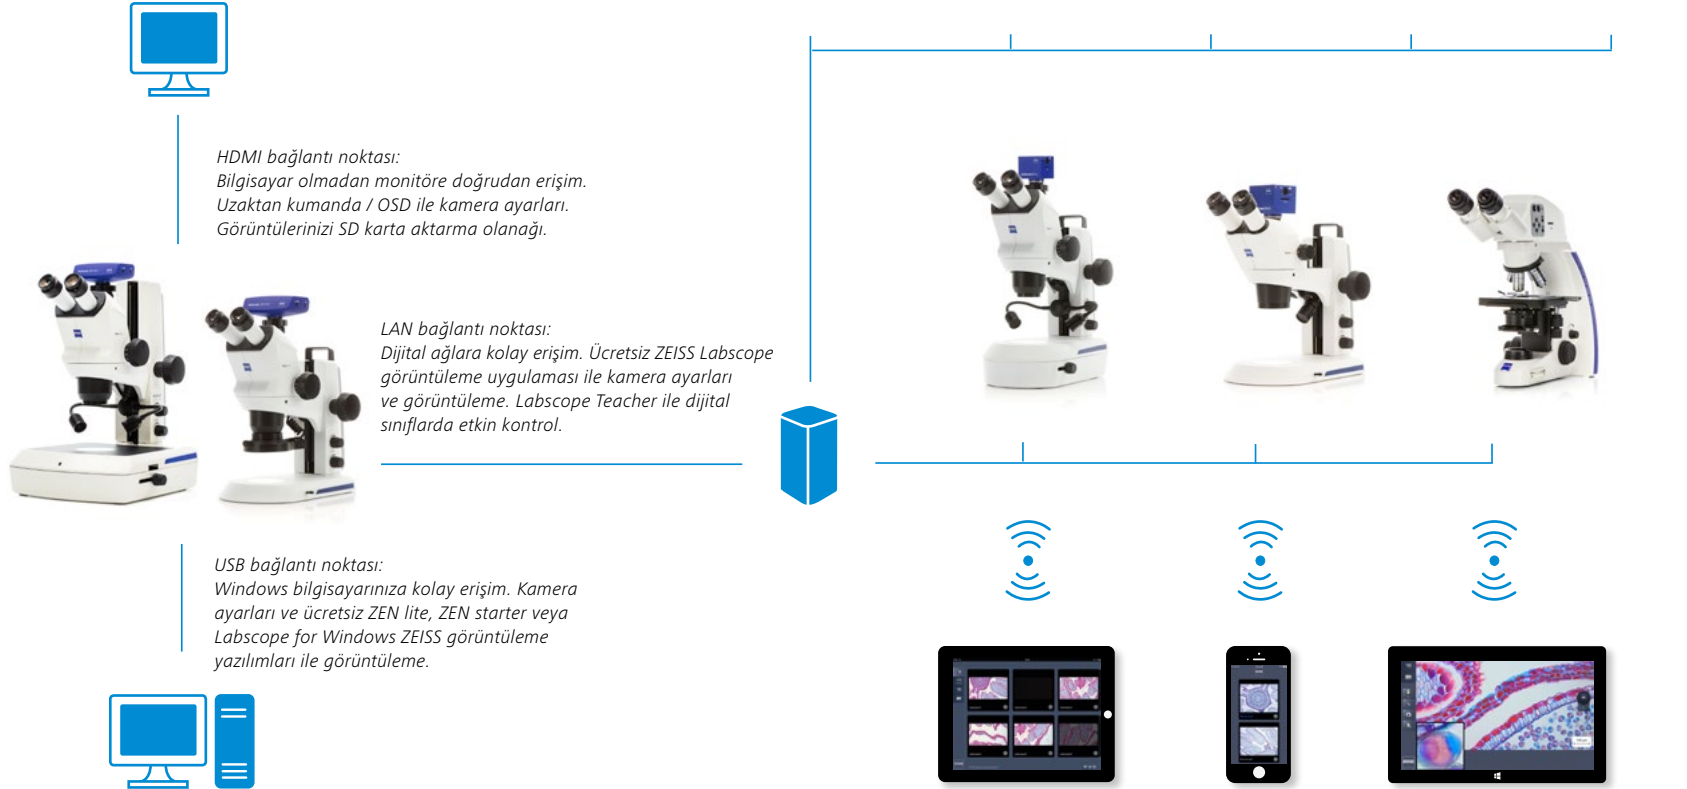 HDMI bağlantı noktası:
Bilgisayar olmadan monitöre doğrudan erişim.
Uzaktan kumanda / OSD ile kamera ayarları.
Görüntülerinizi SD karta aktarma olanağı.
LAN bağlantı noktası:
Dijital ağlara kolay erişim. Ücretsiz ZEISS Labscope
görüntüleme uygulaması ile kamera ayarları
ve görüntüleme. Labscope Teacher ile dijital
sınıflarda etkin kontrol.
USB bağlantı noktası:
Windows bilgisayarınıza kolay erişim. Kamera
ayarları ve ücretsiz ZEN lite, ZEN starter veya
Labscope for Windows ZEISS görüntüleme
yazılımları ile görüntüleme.